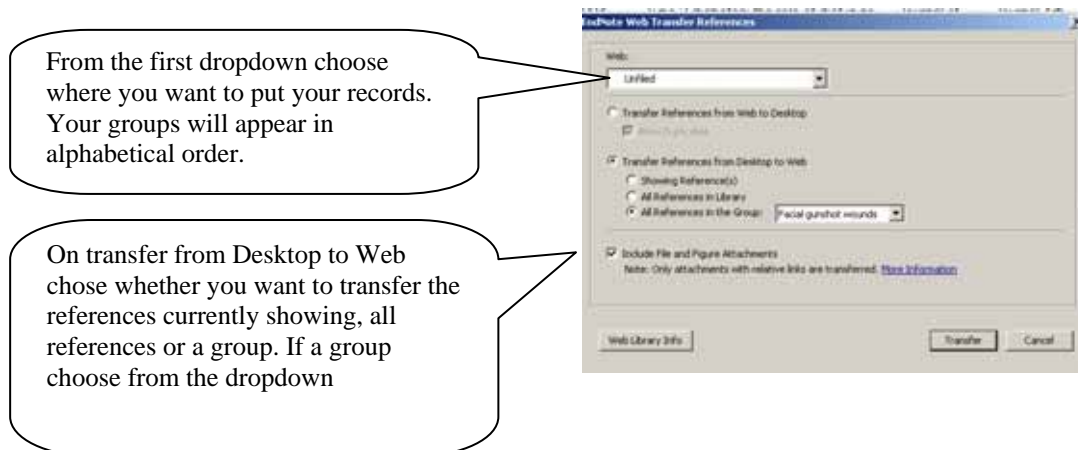 From the first dropdown choose
where you want to put your records.
Your groups will appear in
alphabetical order.
On transfer from Desktop to Web
chose whether you want to transfer the
references currently showing, all
references or a group. If a group
choose from the dropdown
EndNote Web Transfer References
Web:
Unfiled
Transfer References from Web to Desktop
Transfer References from Desktop to Web
Showing Reference(s)
All References in Library
All References in the Group: Facial gunshot wounds
Include File and Figure Attachments
Note: Only attachments with relative links are transferred. More Information
Web Library Info Transfer Cancel